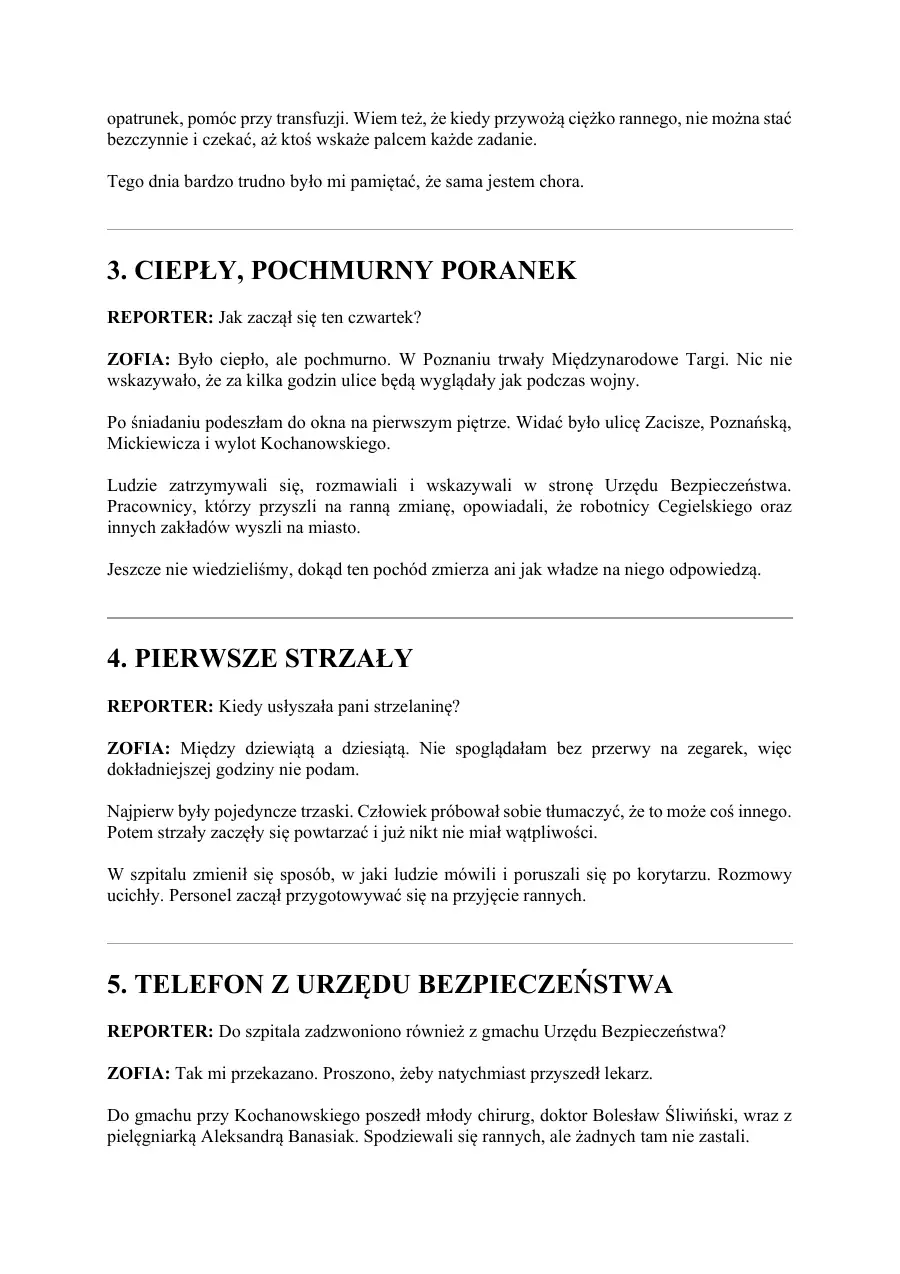 opatrunek, pomóc przy transfuzji. Wiem też, że kiedy przywożą ciężko rannego, nie można stać
bezczynnie i czekać, aż ktoś wskaże palcem każde zadanie.
Tego dnia bardzo trudno było mi pamiętać, że sama jestem chora.
3. CIEPŁY, POCHMURNY PORANEK
REPORTER: Jak zaczął się ten czwartek?
ZOFIA: Było ciepło, ale pochmurno. W Poznaniu trwały Międzynarodowe Targi. Nic nie
wskazywało, że za kilka godzin ulice będą wyglądały jak podczas wojny.
Po śniadaniu podeszłam do okna na pierwszym piętrze. Widać było ulicę Zacisze, Poznańską,
Mickiewicza i wylot Kochanowskiego.
Ludzie zatrzymywali się, rozmawiali i wskazywali w stronę Urzędu Bezpieczeństwa.
Pracownicy, którzy przyszli na ranną zmianę, opowiadali, że robotnicy Cegielskiego oraz
innych zakładów wyszli na miasto.
Jeszcze nie wiedzieliśmy, dokąd ten pochód zmierza ani jak władze na niego odpowiedzą.
4. PIERWSZE STRZAŁY
REPORTER: Kiedy usłyszała pani strzelaninę?
ZOFIA: Między dziewiątą a dziesiątą. Nie spoglądałam bez przerwy na zegarek, więc
dokładniejszej godziny nie podam.
Najpierw były pojedyncze trzaski. Człowiek próbował sobie tłumaczyć, że to może coś innego.
Potem strzały zaczęły się powtarzać i już nikt nie miał wątpliwości.
W szpitalu zmienił się sposób, w jaki ludzie mówili i poruszali się po korytarzu. Rozmowy
ucichły. Personel zaczął przygotowywać się na przyjęcie rannych.
5. TELEFON Z URZĘDU BEZPIECZEŃSTWA
REPORTER: Do szpitala zadzwoniono również z gmachu Urzędu Bezpieczeństwa?
ZOFIA: Tak mi przekazano. Proszono, żeby natychmiast przyszedł lekarz.
Do gmachu przy Kochanowskiego poszedł młody chirurg, doktor Bolesław Śliwiński, wraz z
pielęgniarką Aleksandrą Banasiak. Spodziewali się rannych, ale żadnych tam nie zastali.